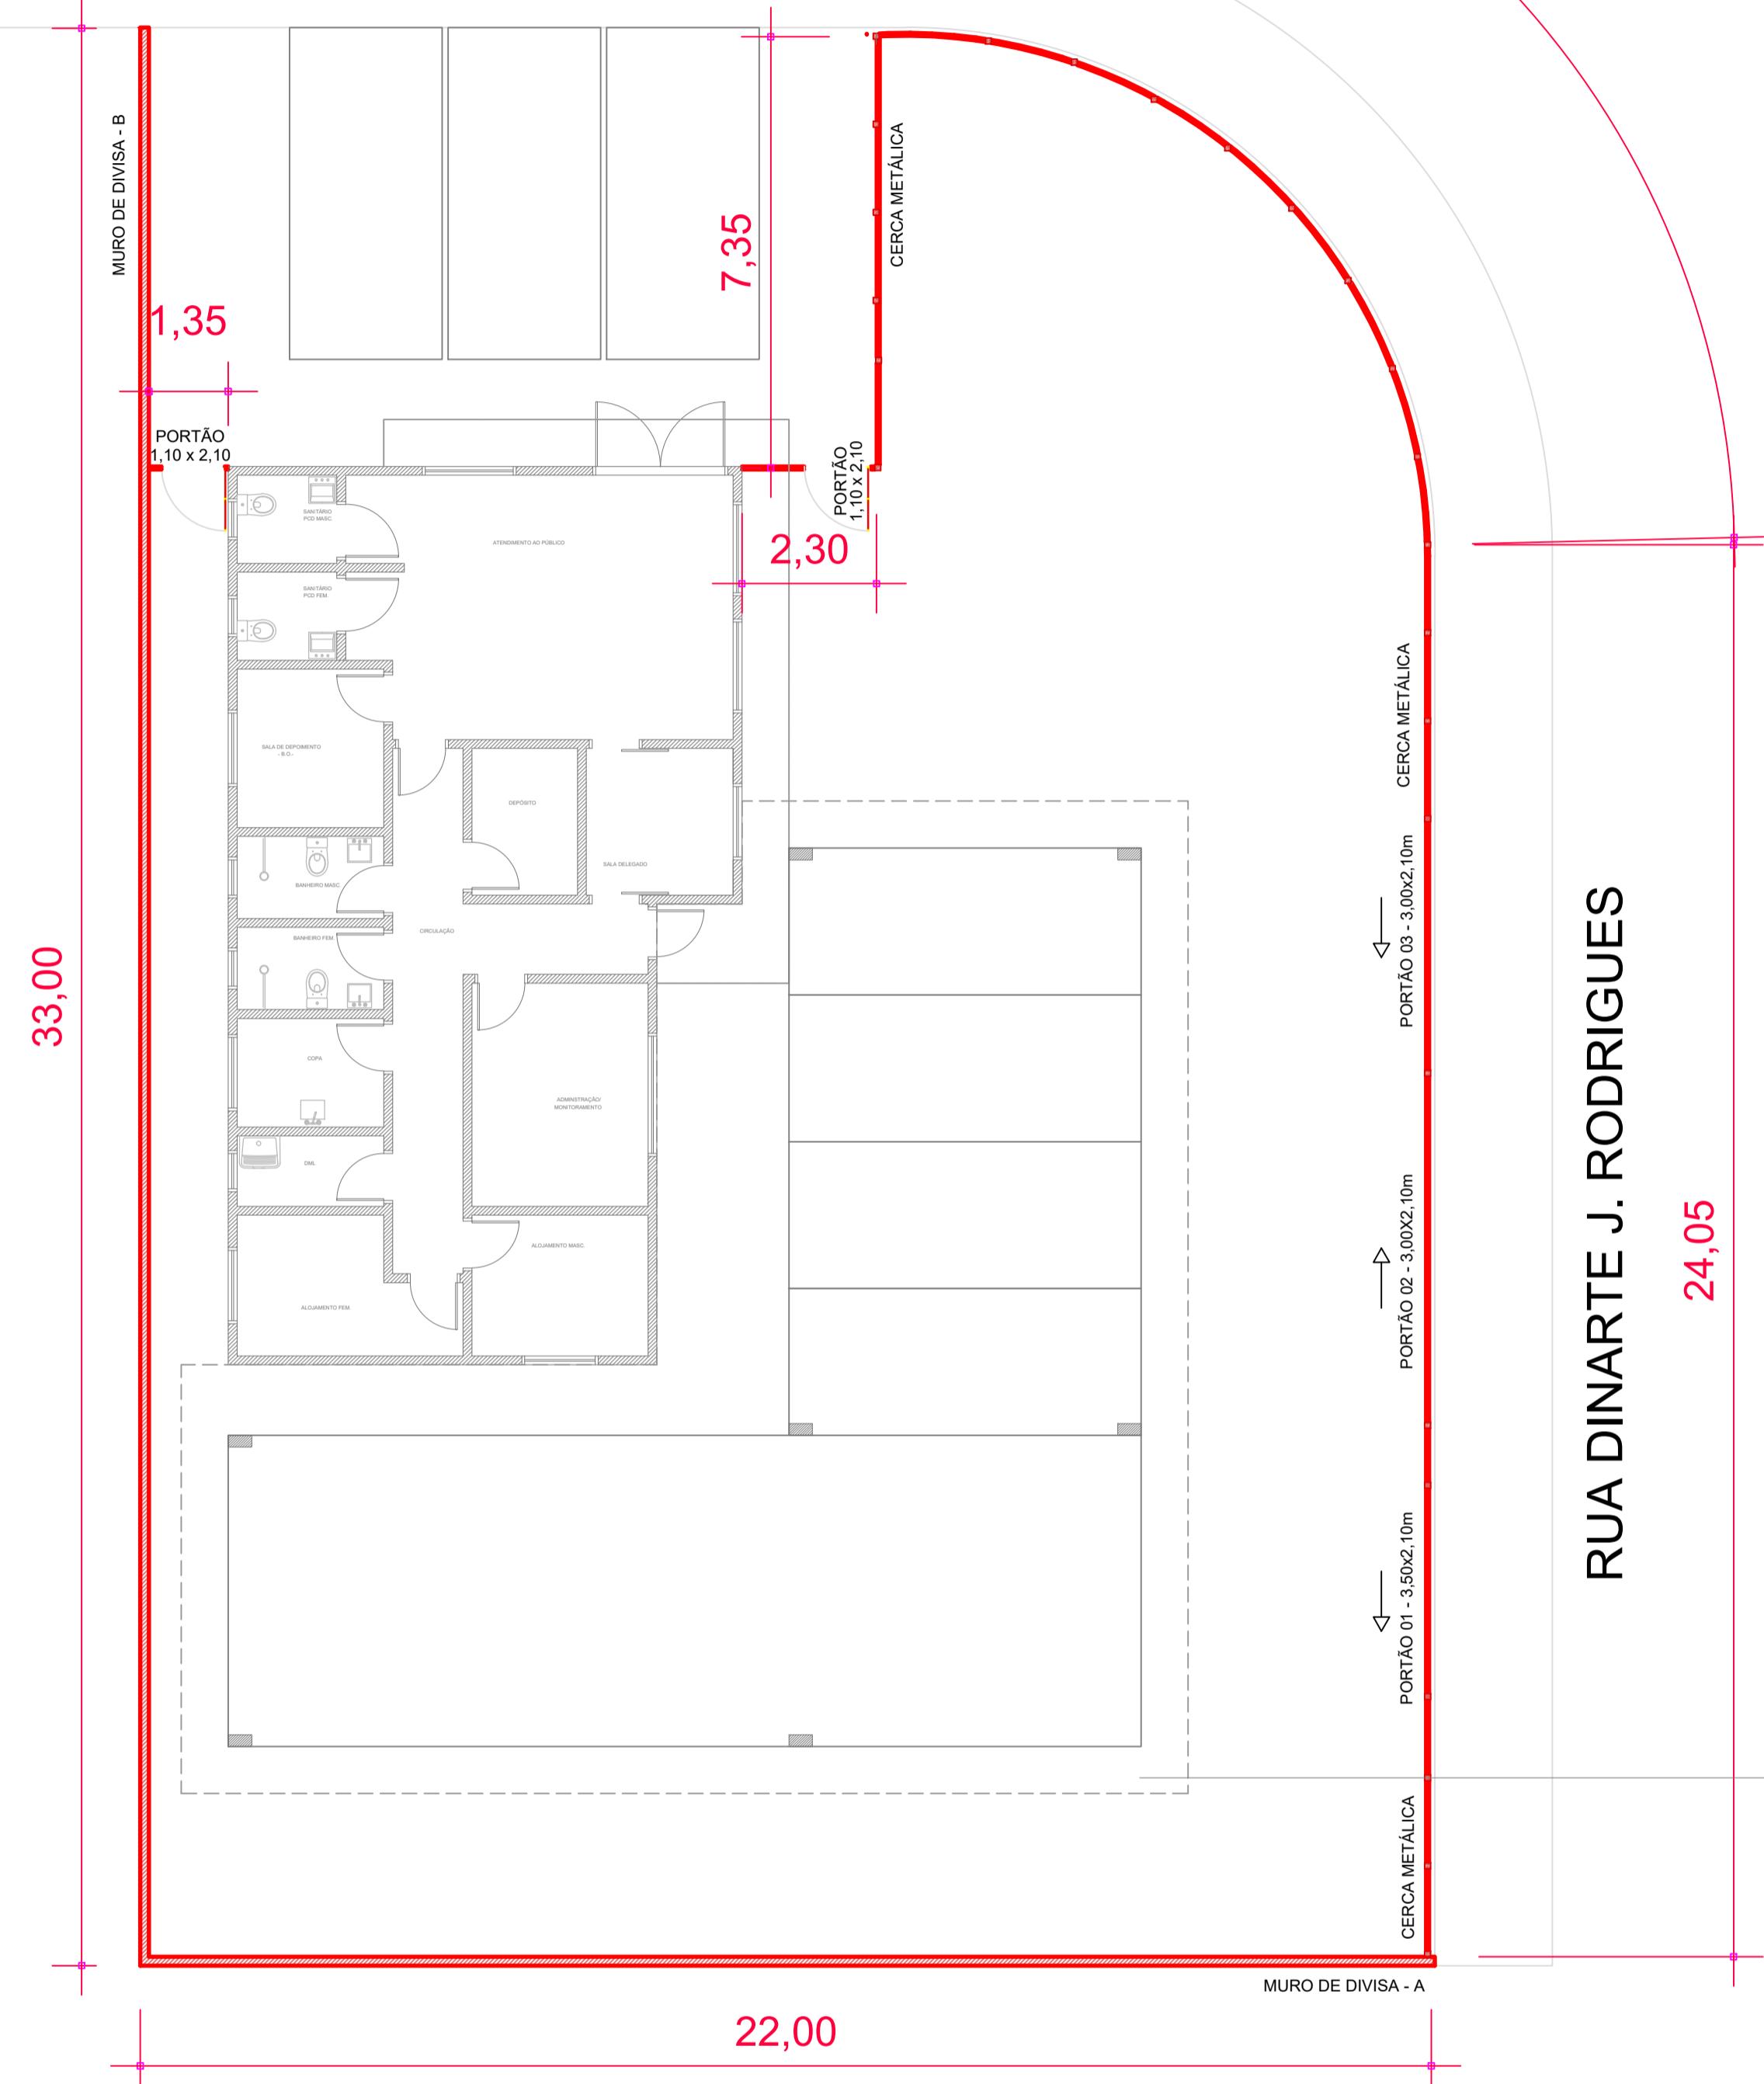 MURO DE DIVISA - B
CERCA METÁLICA
7,35
1,35
PORTÃO
1,10 x 2,10
PORTÃO
1,10 x 2,10
SANITÁRIO
PCD MASC.
ATENDIMENTO AO PÚBLICO
2,30
SANITÁRIO
PCD FEM.
CERCA METÁLICA
SALA DE DEPOIMENTO
- B.O.-
DEPÓSITO
SALA DELEGADO
BANHEIRO MASC.
PORTÃO 03 - 3,00x2,10m
BANHEIRO FEM.
CIRCULAÇÃO
33,00
RUA DINARTE J. RODRIGUES
COPA
ADMINISTRAÇÃO/
MONITORAMENTO
DML
24,05
PORTÃO 02 - 3,00X2,10m
ALOJAMENTO MASC.
ALOJAMENTO FEM.
PORTÃO 01 - 3,50x2,10m
CERCA METÁLICA
MURO DE DIVISA - A
22,00